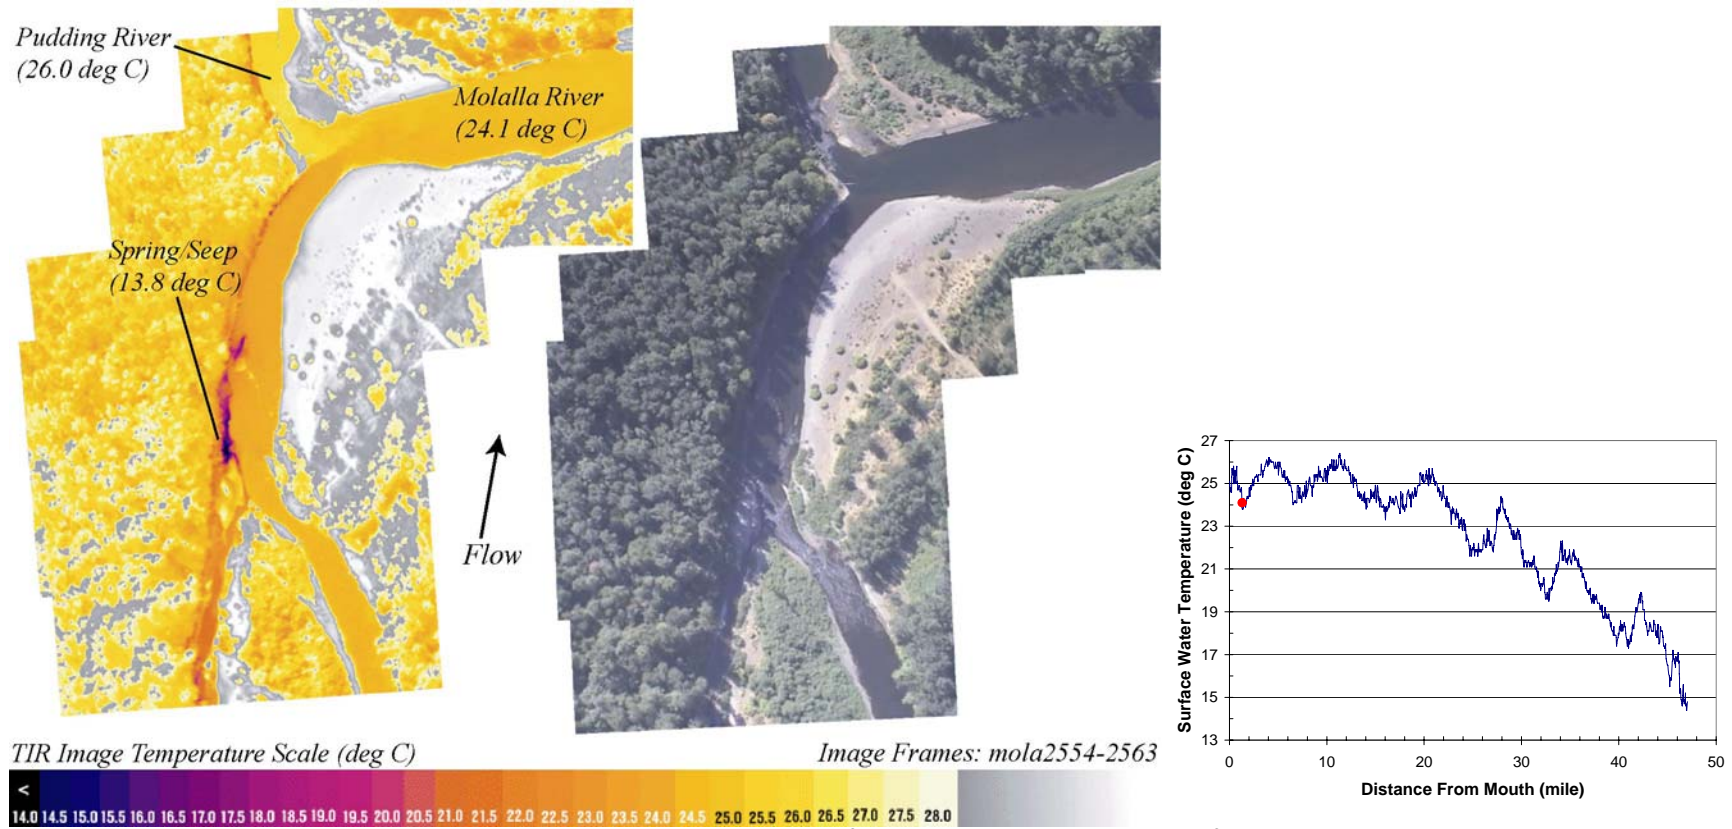 Pudding River
(26.0 deg C)
Molalla River
(24.1 deg C)
Spring/Seep
(13.8 deg C)
Flow
TIR Image Temperature Scale (deg C)
Image Frames: mola2554-2563
<
14.0 14.5 15.0 15.5 16.0 16.5 17.0 17.5 18.0 18.5 19.0 19.5 20.0 20.5 21.0 21.5 22.0 22.5 23.0 23.5 24.0 24.5 25.0 25.5 26.0 26.5 27.0 27.5 28.0
Surface Water Temperature (deg C)
27
25
23
21
19
17
15
13
0 10 20 30 40 50
Distance From Mouth (mile)